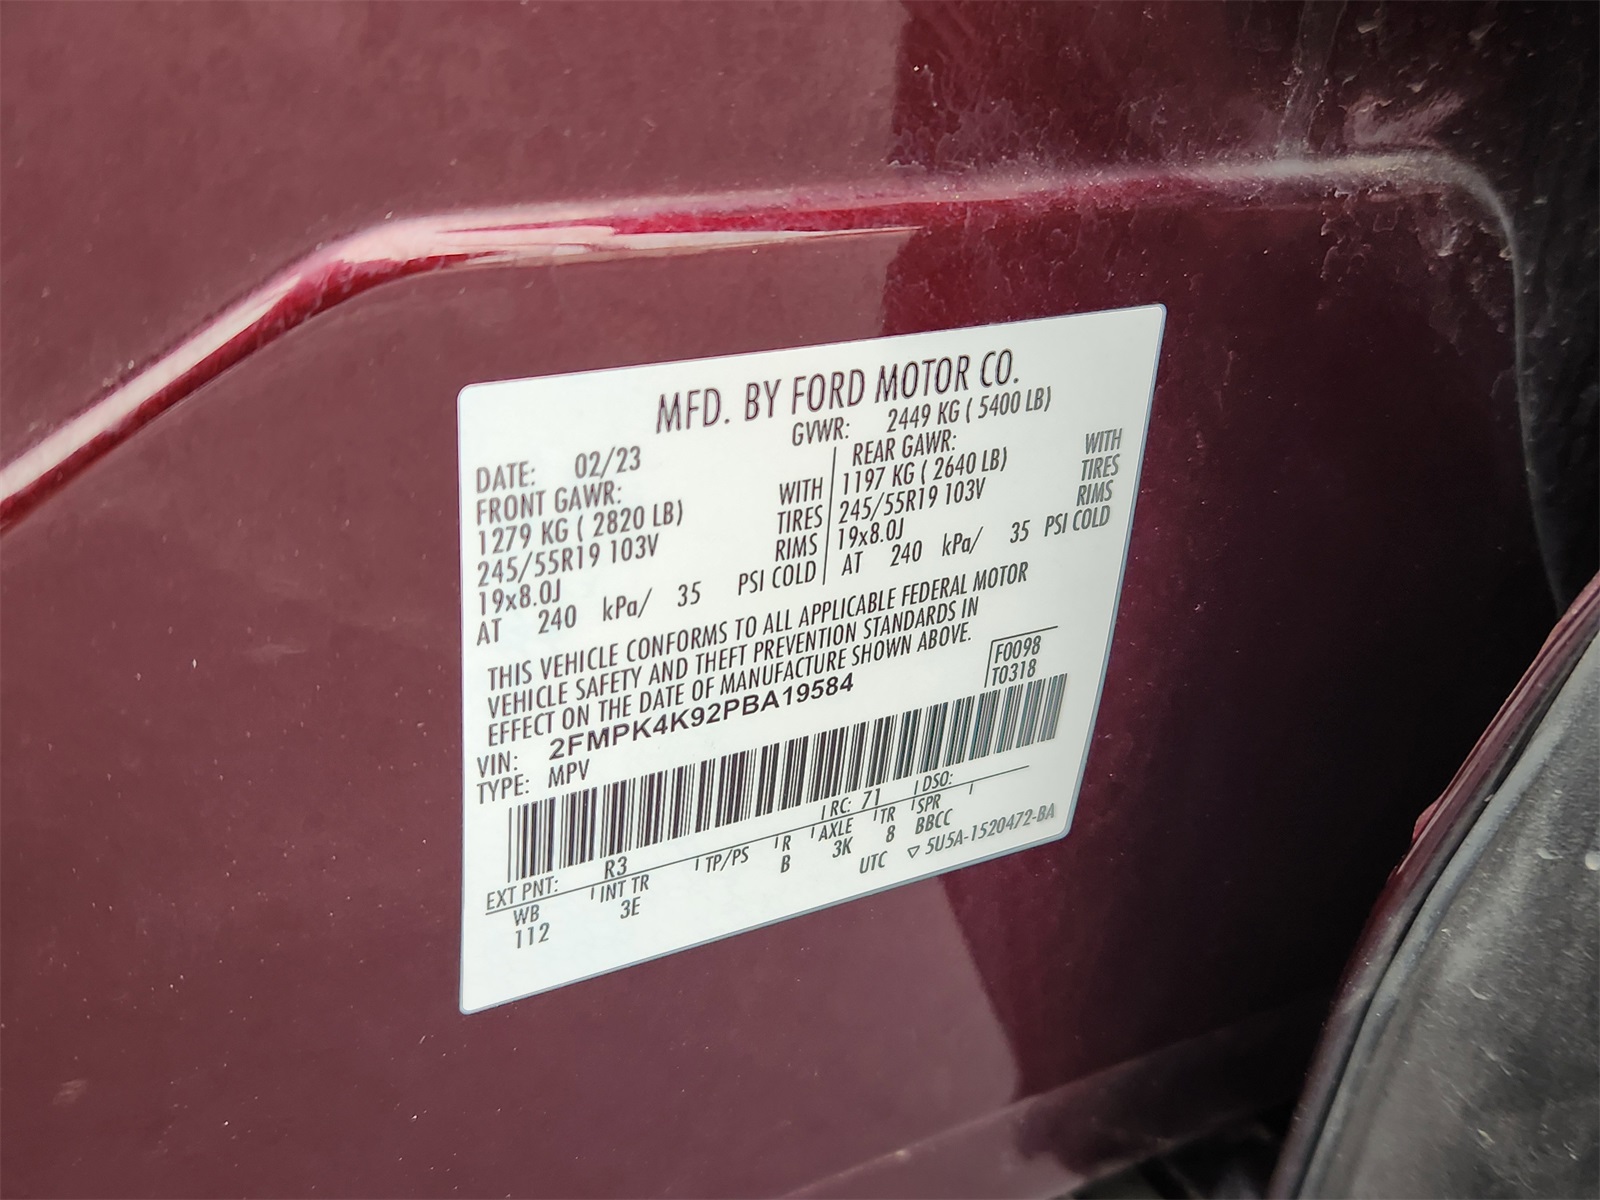 MFD. BY FORD MOTOR CO.
DATE: 02/23 GVWR: 2449 KG ( 5400 LB)
FRONT GAWR: REAR GAWR:
1279 KG ( 2820 LB) WITH 1197 KG ( 2640 LB) WITH
245/55R19 103V TIRES 245/55R19 103V TIRES
19x8.0J RIMS 19x8.0J RIMS
AT 240 kPa/ 35 PSI COLD AT 240 kPa/ 35 PSI COLD
THIS VEHICLE CONFORMS TO ALL APPLICABLE FEDERAL MOTOR
VEHICLE SAFETY AND THEFT PREVENTION STANDARDS IN
EFFECT ON THE DATE OF MANUFACTURE SHOWN ABOVE.
F0098
T0318
VIN: 2FMPK4K92PBA19584
TYPE: MPV
EXT PNT: R3 RC: 71 DSO:
WB INT TR TP/PS R AXLE TR SPR
112 3E B 3K 8 BBCC
UTC ▽ 5U5A-1520472-BA